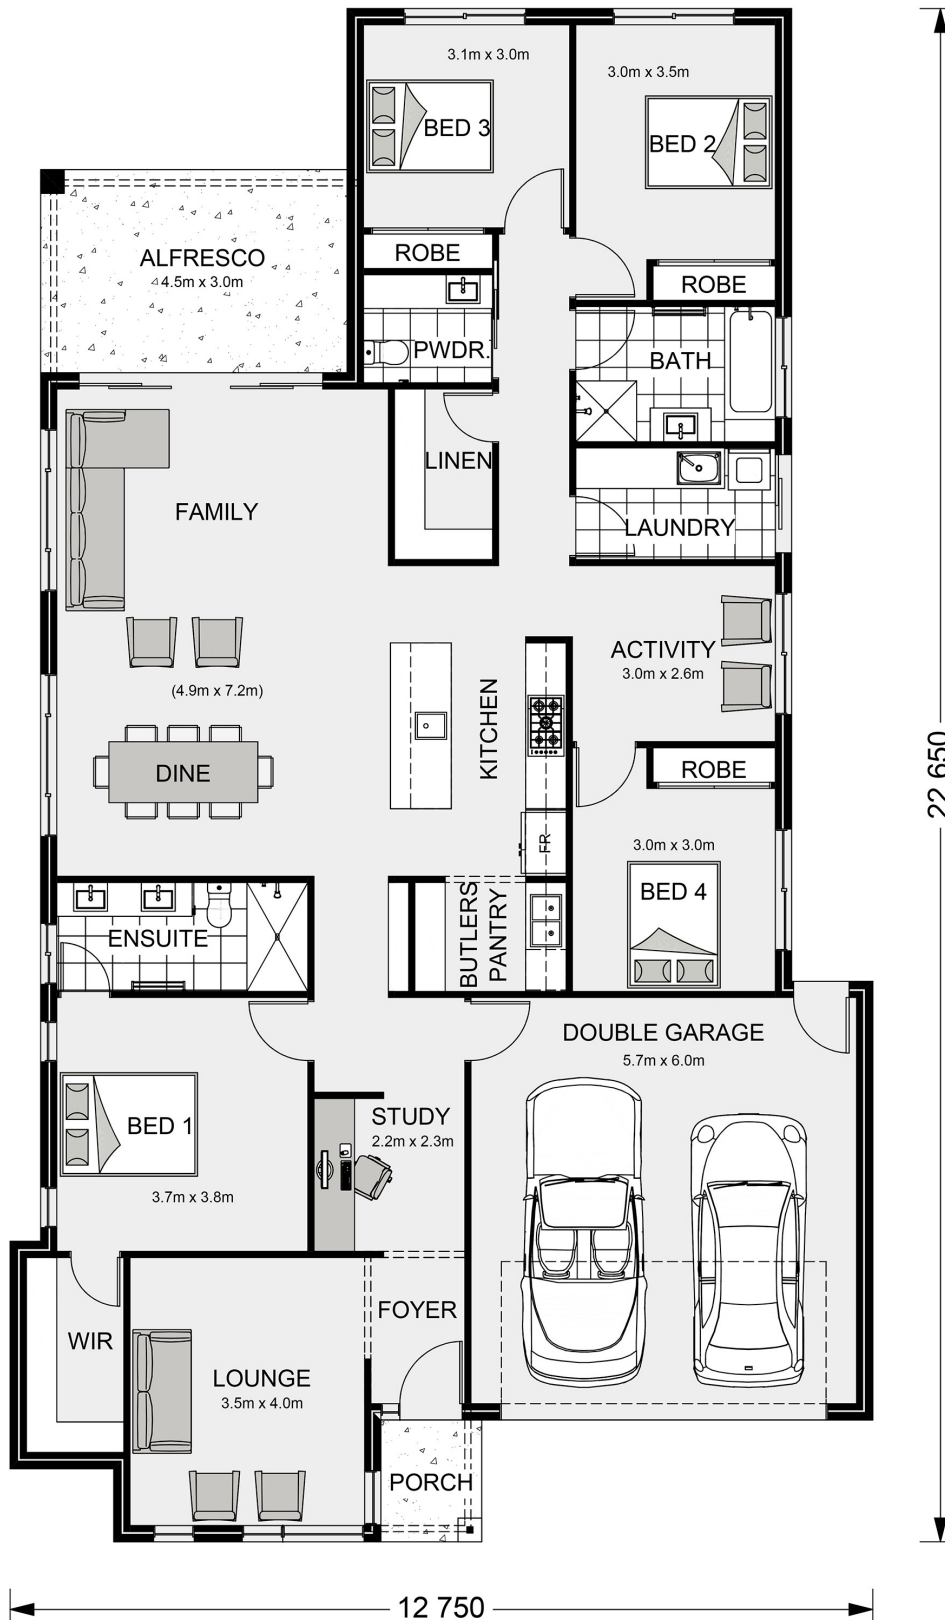 3.1m x 3.0m
BED 3
3.0m x 3.5m
BED 2
ROBE
ROBE
ALFRESCO
4.5m x 3.0m
PWDR.
BATH
LINEN
LAUNDRY
FAMILY
(4.9m x 7.2m)
DINE
KITCHEN
FR
ACTIVITY
3.0m x 2.6m
ROBE
3.0m x 3.0m
BED 4
ENSUITE
BUTLERS
PANTRY
DOUBLE GARAGE
5.7m x 6.0m
BED 1
3.7m x 3.8m
STUDY
2.2m x 2.3m
FOYER
WIR
LOUNGE
3.5m x 4.0m
PORCH
22 650
12 750